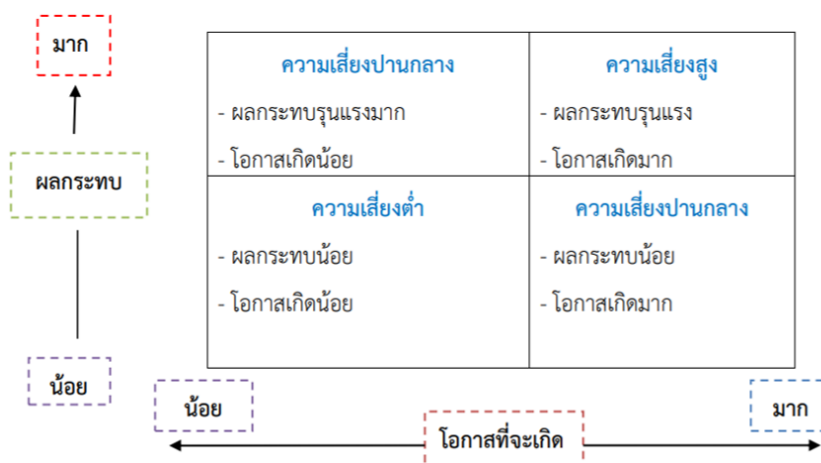 มาก
ผลกระทบ
น้อย
ความเสี่ยงปานกลาง
- ผลกระทบรุนแรงมาก
- โอกาสเกิดน้อย
ความเสี่ยงสูง
- ผลกระทบรุนแรง
- โอกาสเกิดมาก
ความเสี่ยงต่ำ
- ผลกระทบน้อย
- โอกาสเกิดน้อย
ความเสี่ยงปานกลาง
- ผลกระทบน้อย
- โอกาสเกิดมาก
น้อย
โอกาสที่จะเกิด
มาก